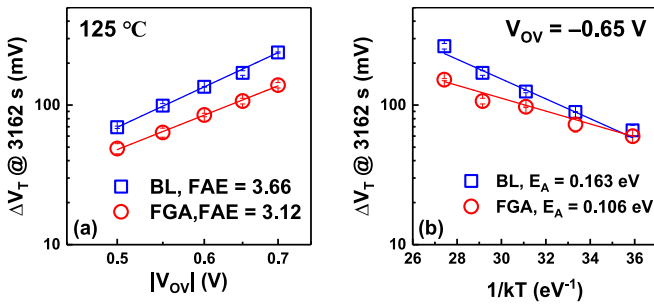 125 ℃
BL, FAE = 3.66
FGA,FAE = 3.12
(a)
ΔV_T @ 3162 s (mV)
100
10
0.5 0.6 0.7
|V_OV| (V)
V_OV = –0.65 V
BL, E_A = 0.163 eV
FGA, E_A = 0.106 eV
(b)
ΔV_T @ 3162 s (mV)
100
10
26 28 30 32 34 36
1/kT (eV⁻¹)